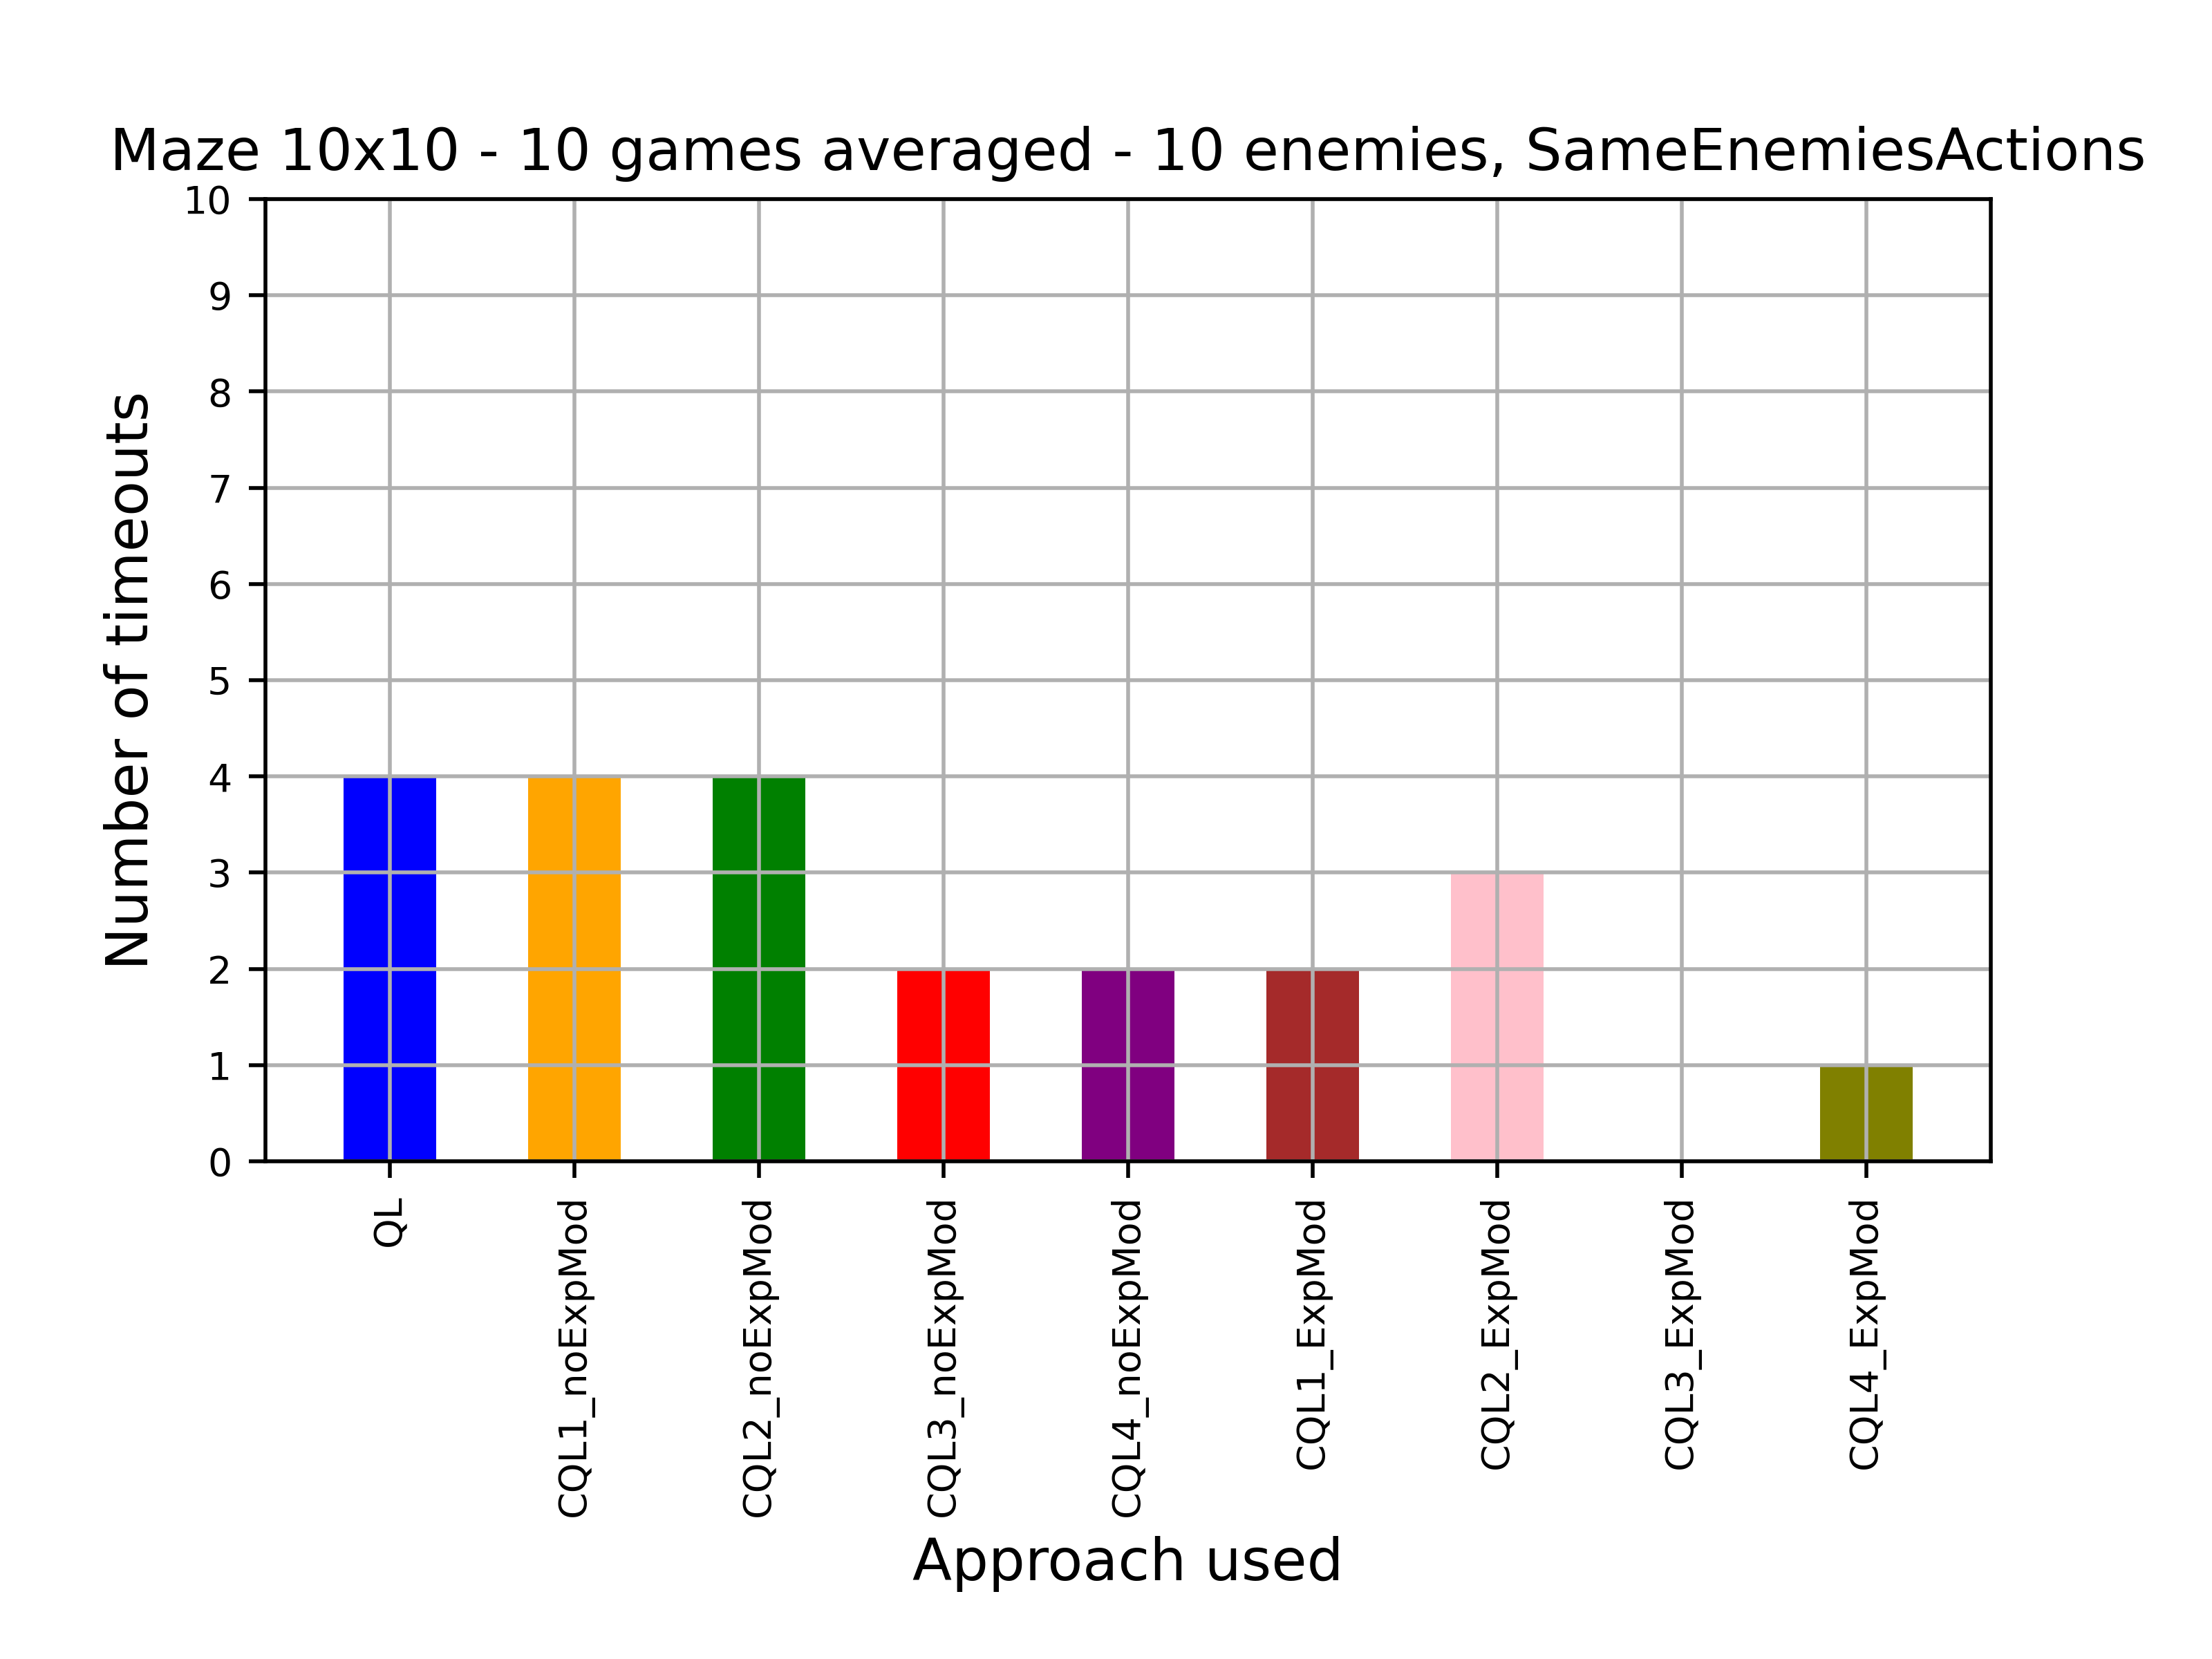 Maze 10x10 - 10 games averaged - 10 enemies, SameEnemiesActions
Number of timeouts
10
9
8
7
6
5
4
3
2
1
0
QL
CQL1_noExpMod
CQL2_noExpMod
CQL3_noExpMod
CQL4_noExpMod
CQL1_ExpMod
CQL2_ExpMod
CQL3_ExpMod
CQL4_ExpMod
Approach used